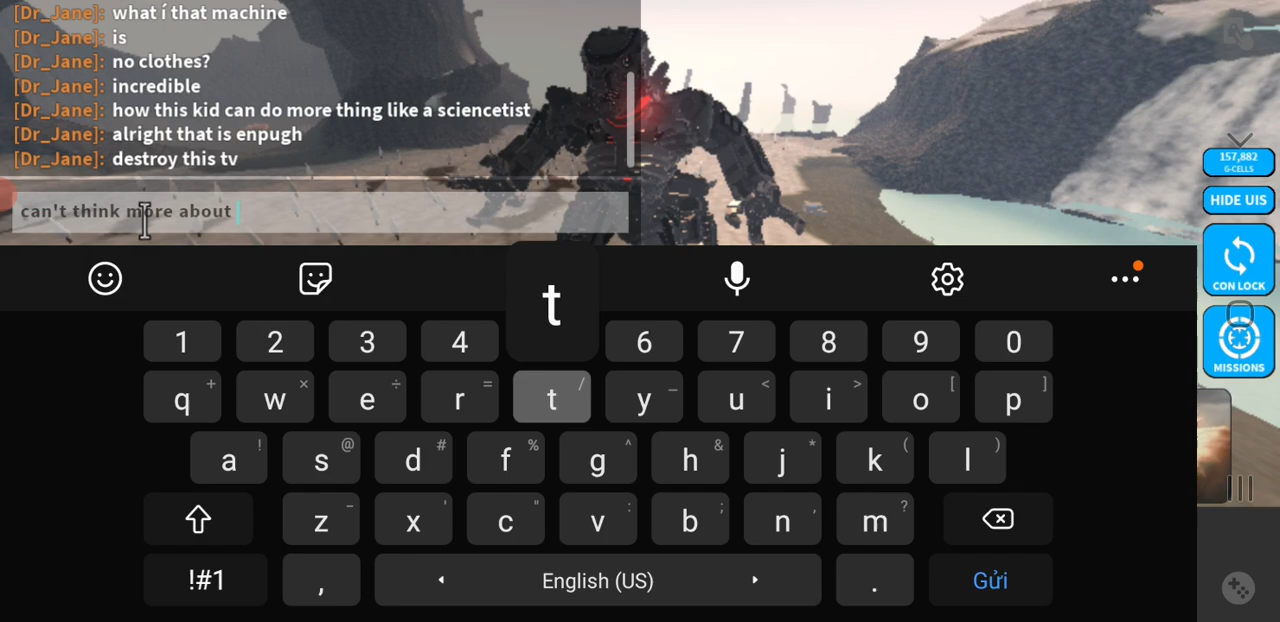 [Dr_Jane]: what í that machine
[Dr_Jane]: is
[Dr_Jane]: no clothes?
[Dr_Jane]: incredible
[Dr_Jane]: how this kid can do more thing like a sciencetist
[Dr_Jane]: alright that is enpugh
[Dr_Jane]: destroy this tv
can't think more about
157,882
G-CELLS
HIDE UIS
CON LOCK
MISSIONS
t
1 2 3 4 6 7 8 9 0
q + w × e ÷ r = t / y _ u < i > o [ p ]
a ! s @ d # f % g ^ h & j * k ( l )
z - x ' c " v : b ; n , m ?
!#1 , English (US) . Gửi